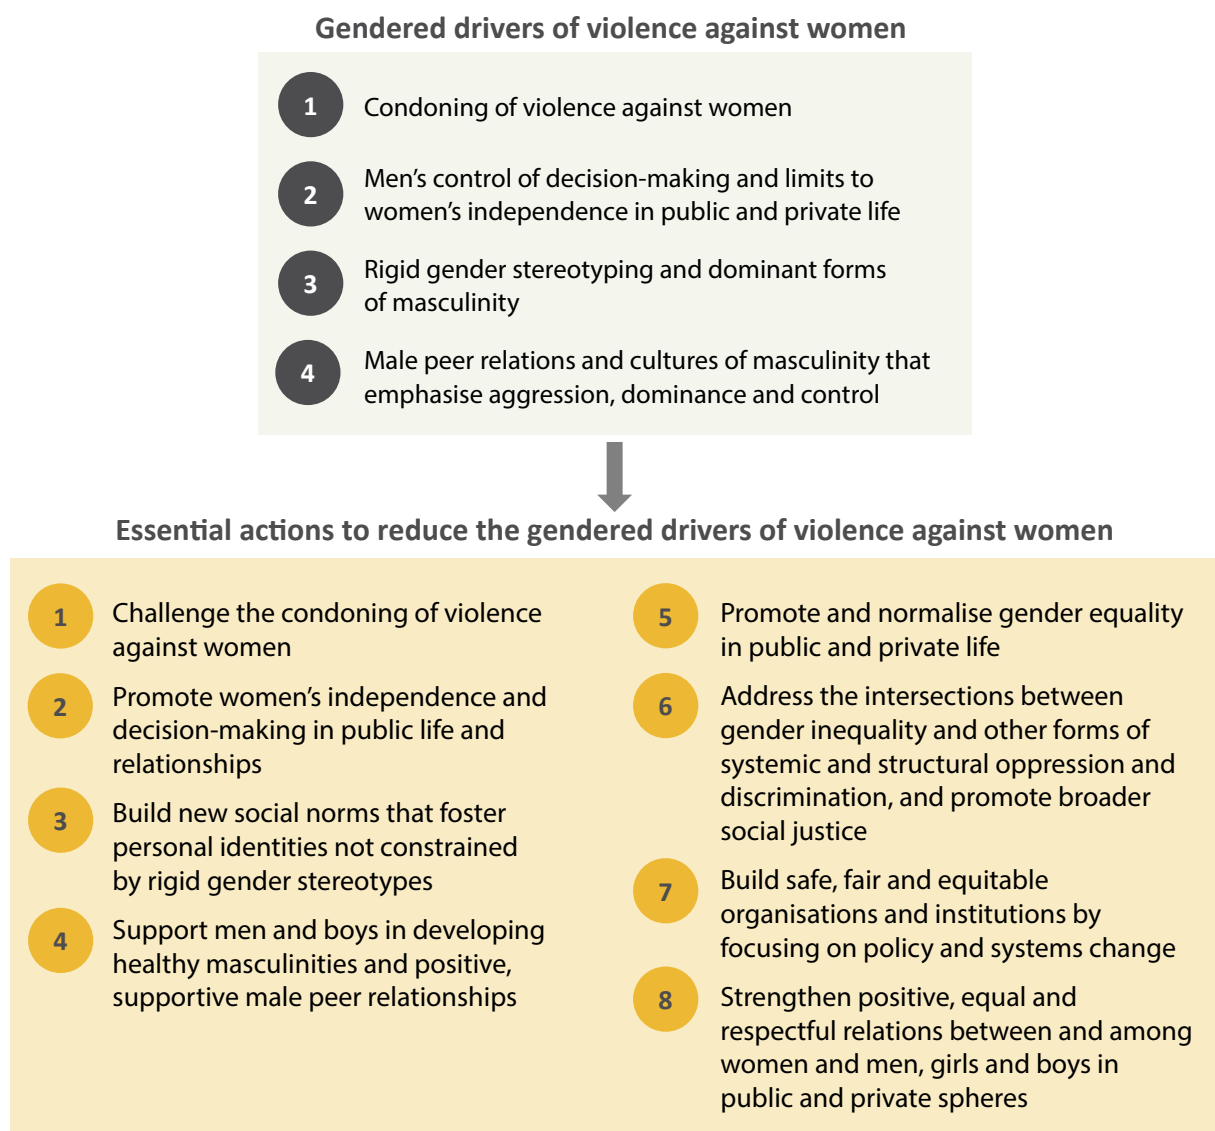 Gendered drivers of violence against women
1
Condoning of violence against women
2
Men’s control of decision-making and limits to
women’s independence in public and private life
3
Rigid gender stereotyping and dominant forms
of masculinity
4
Male peer relations and cultures of masculinity that
emphasise aggression, dominance and control
Essential actions to reduce the gendered drivers of violence against women
1
Challenge the condoning of violence
against women
2
Promote women’s independence and
decision-making in public life and
relationships
3
Build new social norms that foster
personal identities not constrained
by rigid gender stereotypes
4
Support men and boys in developing
healthy masculinities and positive,
supportive male peer relationships
5
Promote and normalise gender equality
in public and private life
6
Address the intersections between
gender inequality and other forms of
systemic and structural oppression and
discrimination, and promote broader
social justice
7
Build safe, fair and equitable
organisations and institutions by
focusing on policy and systems change
8
Strengthen positive, equal and
respectful relations between and among
women and men, girls and boys in
public and private spheres